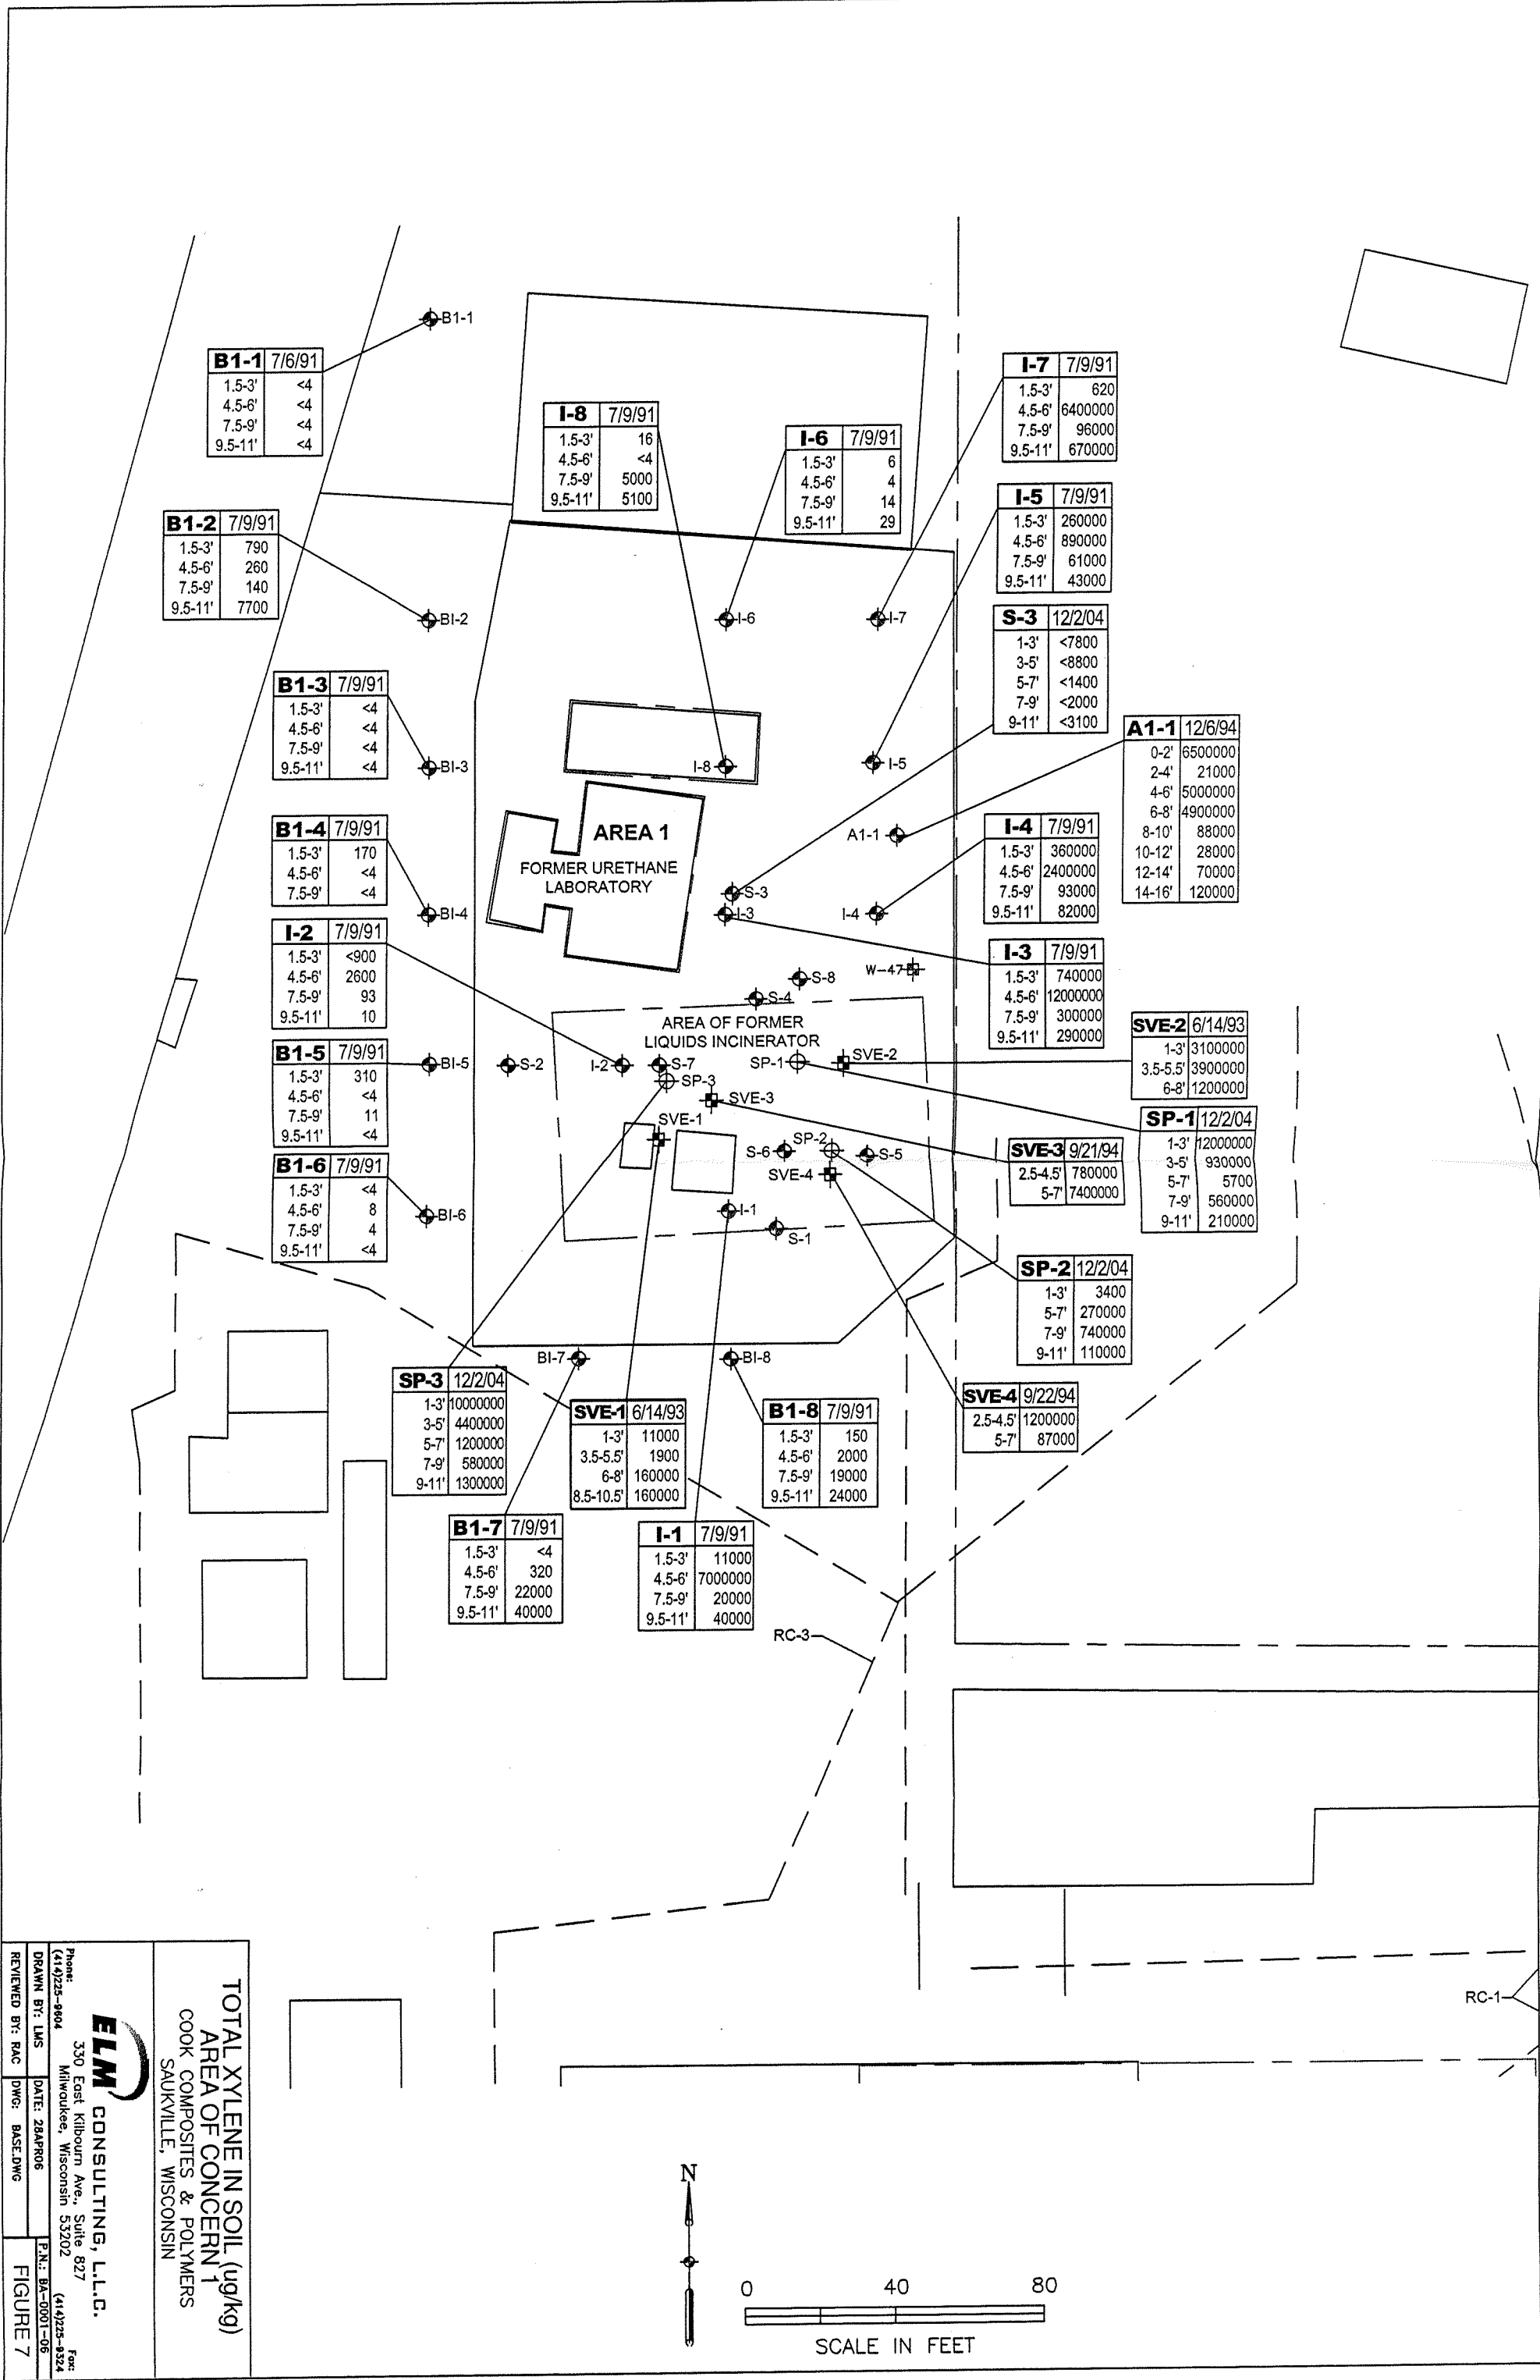 B1-1
B1-1 7/6/91
1.5-3' <4
4.5-6' <4
7.5-9' <4
9.5-11' <4
I-7 7/9/91
1.5-3' 620
4.5-6' 6400000
7.5-9' 96000
9.5-11' 670000
I-8 7/9/91
1.5-3' 16
4.5-6' <4
7.5-9' 5000
9.5-11' 5100
I-6 7/9/91
1.5-3' 6
4.5-6' 4
7.5-9' 14
9.5-11' 29
I-5 7/9/91
1.5-3' 260000
4.5-6' 890000
7.5-9' 61000
9.5-11' 43000
B1-2 7/9/91
1.5-3' 790
4.5-6' 260
7.5-9' 140
9.5-11' 7700
BI-2
I-6
I-7
S-3 12/2/04
1-3' <7800
3-5' <8800
5-7' <1400
7-9' <2000
9-11' <3100
B1-3 7/9/91
1.5-3' <4
4.5-6' <4
7.5-9' <4
9.5-11' <4
BI-3
I-8
I-5
A1-1 12/6/94
0-2' 6500000
2-4' 21000
4-6' 5000000
6-8' 4900000
8-10' 88000
10-12' 28000
12-14' 70000
14-16' 120000
B1-4 7/9/91
1.5-3' 170
4.5-6' <4
7.5-9' <4
BI-4
AREA 1
FORMER URETHANE
LABORATORY
A1-1
I-4 7/9/91
1.5-3' 360000
4.5-6' 2400000
7.5-9' 93000
9.5-11' 82000
S-3
I-3
I-4
I-2 7/9/91
1.5-3' <900
4.5-6' 2600
7.5-9' 93
9.5-11' 10
I-3 7/9/91
1.5-3' 740000
4.5-6' 12000000
7.5-9' 300000
9.5-11' 290000
W-47
S-8
S-4
AREA OF FORMER
LIQUIDS INCINERATOR
SVE-2 6/14/93
1-3' 3100000
3.5-5.5' 3900000
6-8' 1200000
B1-5 7/9/91
1.5-3' 310
4.5-6' <4
7.5-9' 11
9.5-11' <4
BI-5
S-2
I-2
S-7
SP-1
SVE-2
SP-3
SVE-3
SVE-1
SP-1 12/2/04
1-3' 12000000
3-5' 930000
5-7' 5700
7-9' 560000
9-11' 210000
SVE-3 9/21/94
2.5-4.5' 780000
5-7' 7400000
SP-2
S-6
S-5
SVE-4
B1-6 7/9/91
1.5-3' <4
4.5-6' 8
7.5-9' 4
9.5-11' <4
BI-6
I-1
S-1
SP-2 12/2/04
1-3' 3400
5-7' 270000
7-9' 740000
9-11' 110000
BI-7
BI-8
SP-3 12/2/04
1-3' 10000000
3-5' 4400000
5-7' 1200000
7-9' 580000
9-11' 1300000
SVE-1 6/14/93
1-3' 11000
3.5-5.5' 1900
6-8' 160000
8.5-10.5' 160000
B1-8 7/9/91
1.5-3' 150
4.5-6' 2000
7.5-9' 19000
9.5-11' 24000
SVE-4 9/22/94
2.5-4.5' 1200000
5-7' 87000
B1-7 7/9/91
1.5-3' <4
4.5-6' 320
7.5-9' 22000
9.5-11' 40000
I-1 7/9/91
1.5-3' 11000
4.5-6' 7000000
7.5-9' 20000
9.5-11' 40000
RC-3
RC-1
N
0 40 80
SCALE IN FEET
TOTAL XYLENE IN SOIL (ug/kg)
AREA OF CONCERN 1
COOK COMPOSITES & POLYMERS
SAUKVILLE, WISCONSIN
ELM CONSULTING, L.L.C.
330 East Kilbourn Ave., Suite 827
Milwaukee, Wisconsin 53202
Phone:
(414)225-9604
Fax:
(414)225-9324
DRAWN BY: LMS DATE: 28APR06 P.N.: BA-0001-06
REVIEWED BY: RAC DWG: BASE.DWG FIGURE 7